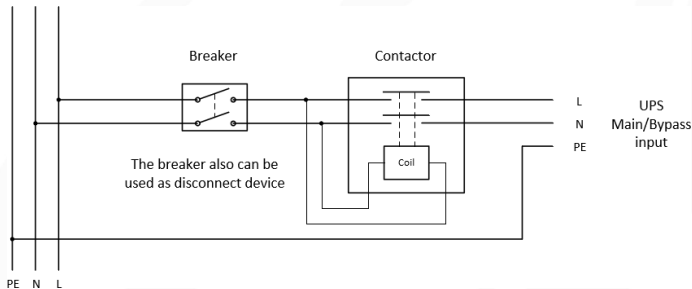 Breaker
Contactor
L
UPS
N
Main/Bypass
input
PE
The breaker also can be
used as disconnect device
Coil
PE N L